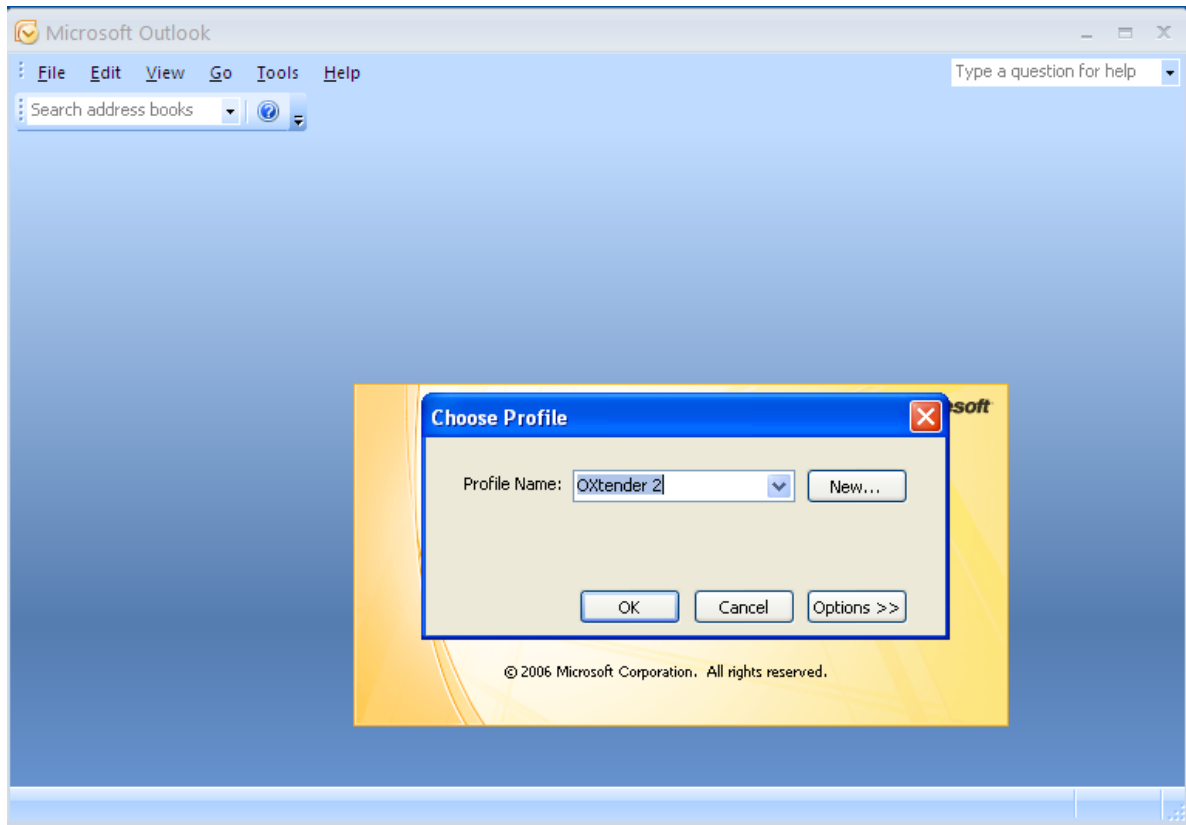 Microsoft Outlook
File Edit View Go Tools Help Type a question for help
Search address books
soft
Choose Profile
Profile Name: OXtender 2 New...
OK Cancel Options >>
© 2006 Microsoft Corporation. All rights reserved.